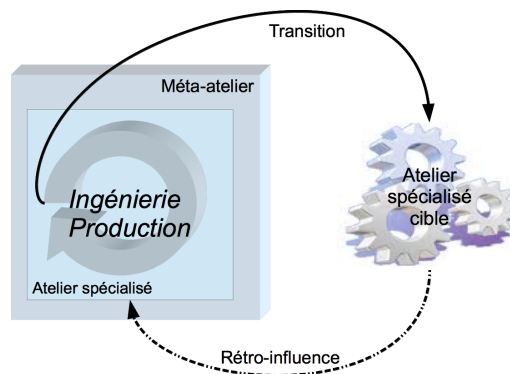 Transition
Méta-atelier
Ingénierie
Production
Atelier spécialisé
Atelier
spécialisé
cible
Rétro-influence